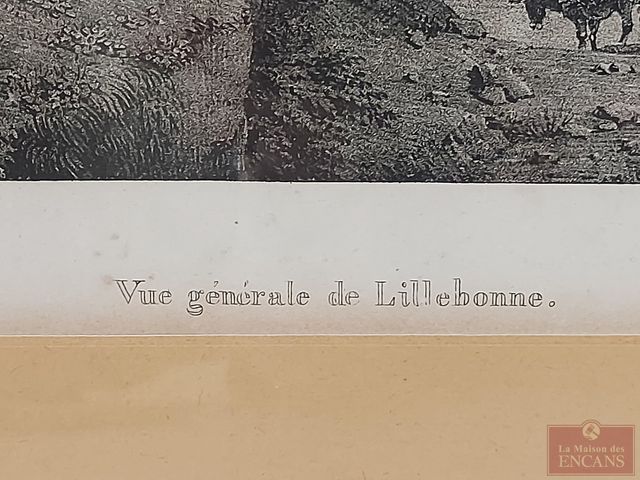 Vue générale de Lillebonne.
La Maison des
ENCANS